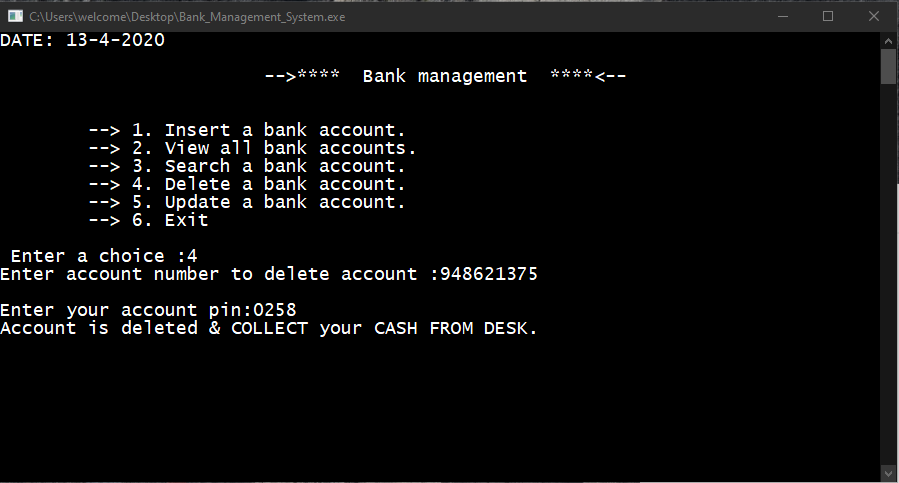 C:\Users\welcome\Desktop\Bank_Management_System.exe
DATE: 13-4-2020
-->**** Bank management ****<--
--> 1. Insert a bank account.
--> 2. View all bank accounts.
--> 3. Search a bank account.
--> 4. Delete a bank account.
--> 5. Update a bank account.
--> 6. Exit
Enter a choice :4
Enter account number to delete account :948621375
Enter your account pin:0258
Account is deleted & COLLECT your CASH FROM DESK.